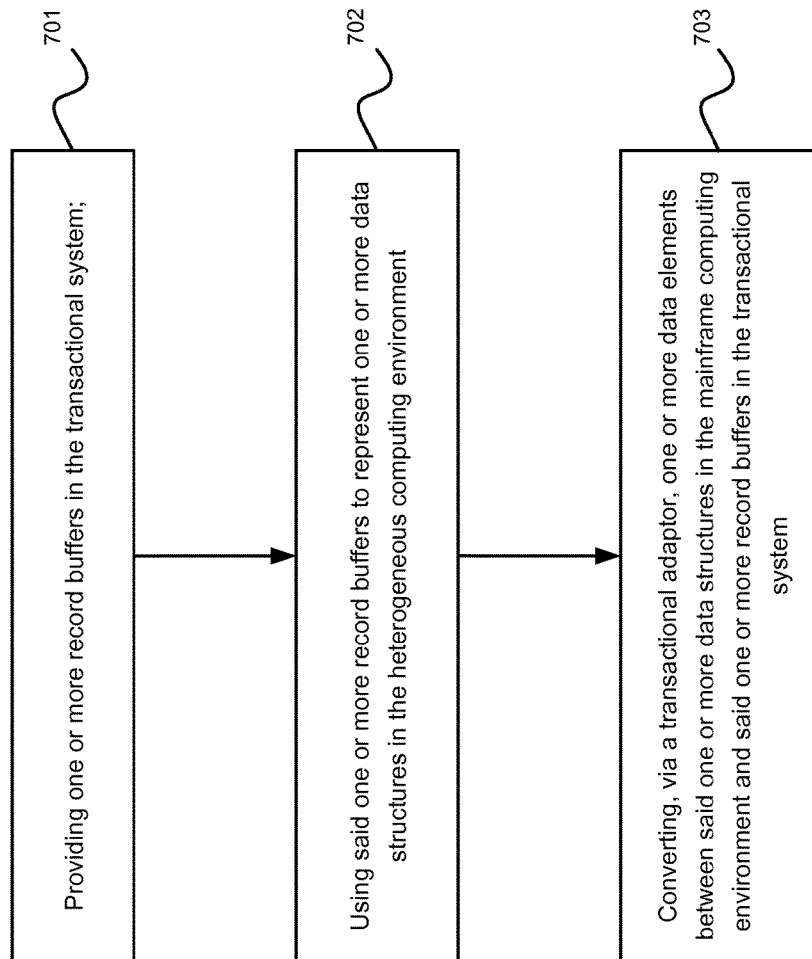 701
Providing one or more record buffers in the transactional system;
702
Using said one or more record buffers to represent one or more data
structures in the heterogeneous computing environment
703
Converting, via a transactional adaptor, one or more data elements
between said one or more data structures in the mainframe computing
environment and said one or more record buffers in the transactional
system